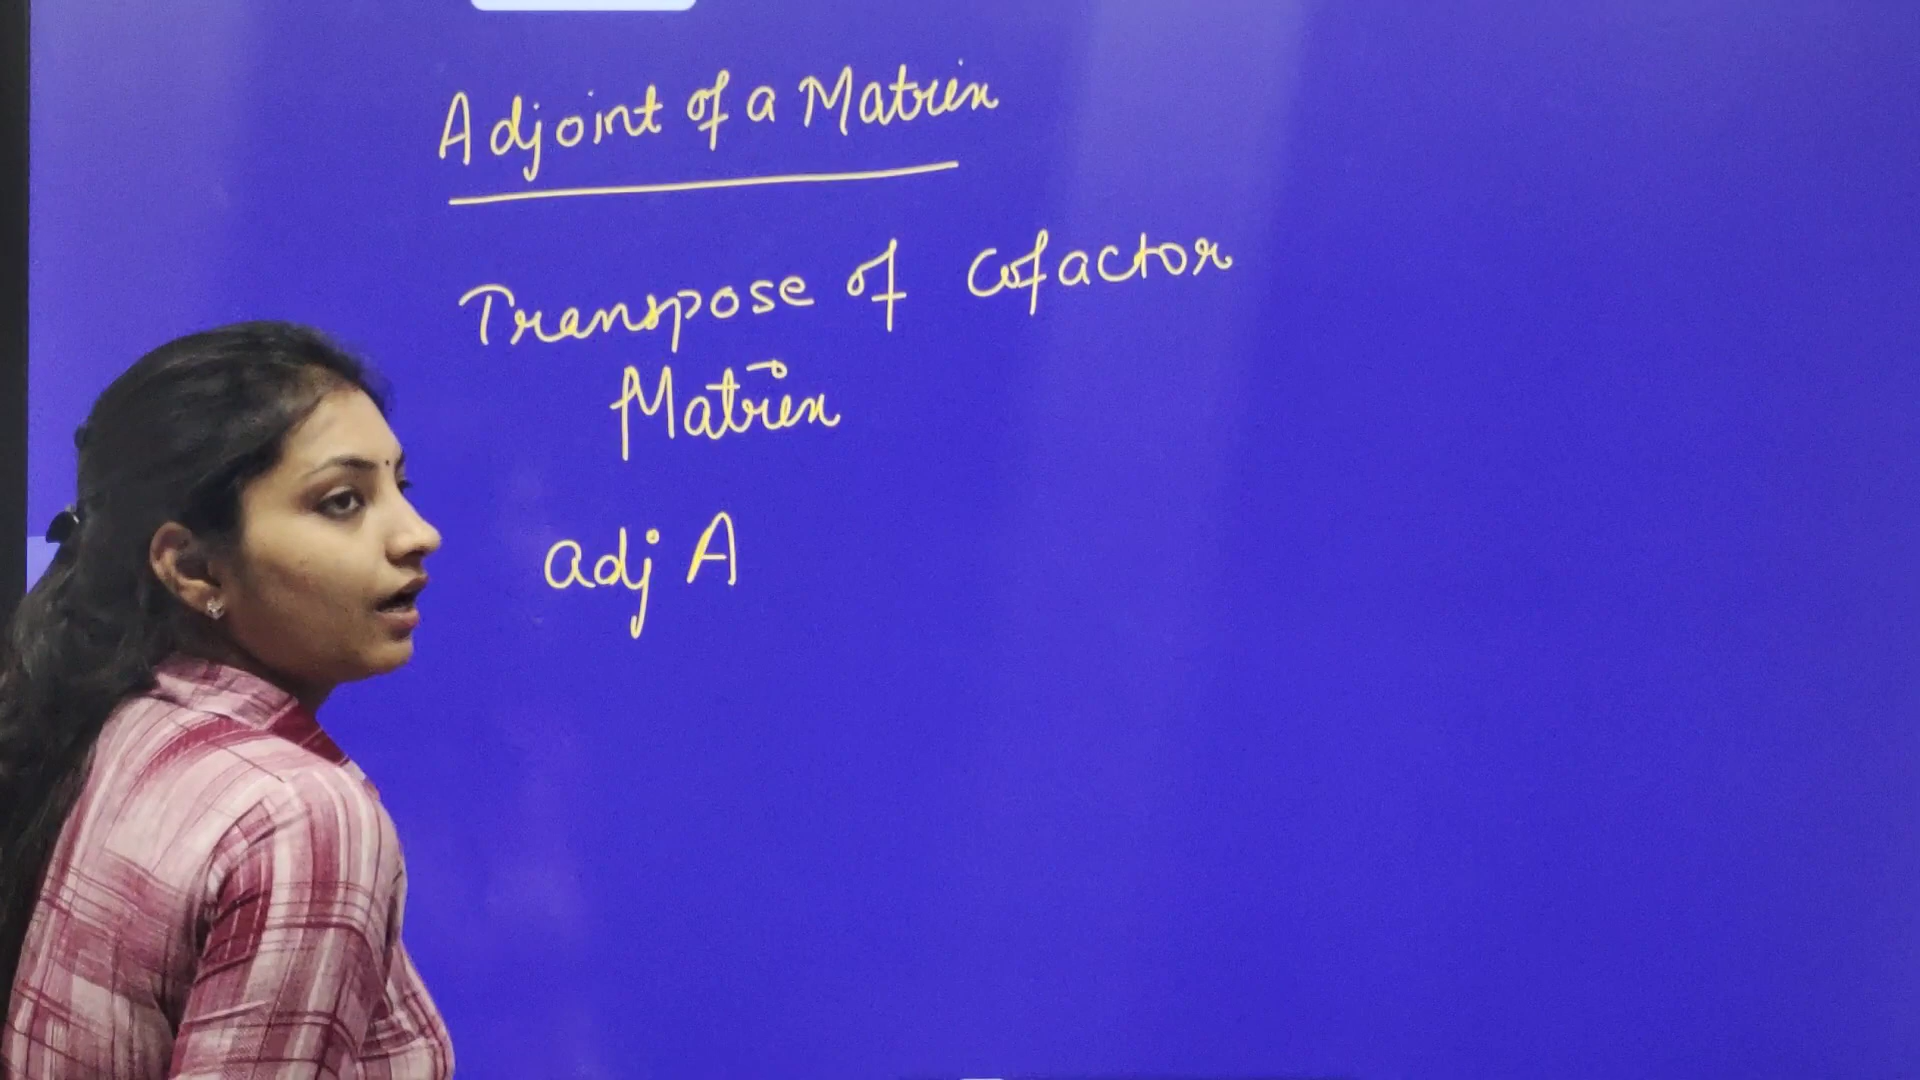 Adjoint of a Matrix
Transpose of cofactor
Matrix
adj A